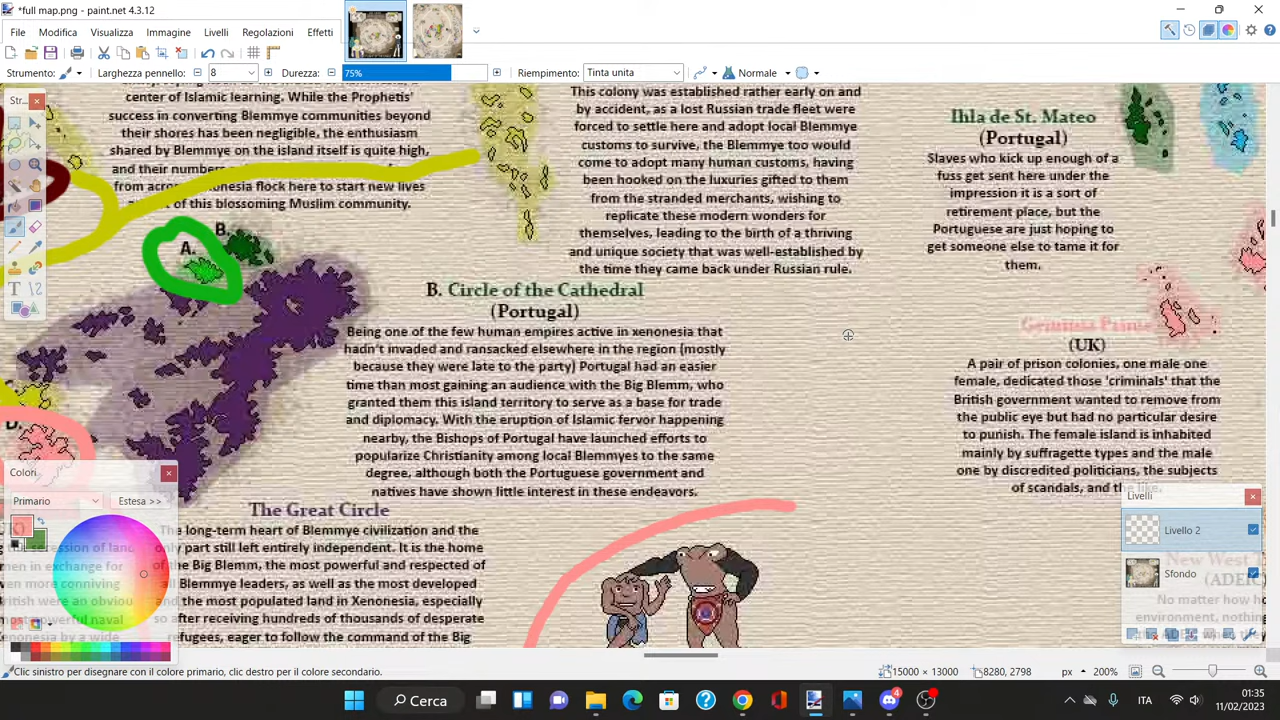 *full map.png - paint.net 4.3.12
File Modifica Visualizza Immagine Livelli Regolazioni Effetti
Strumento: Larghezza pennello: 8 Durezza: 75% Riempimento: Tinta unita Normale
Str...
center of Islamic learning. While the Prophetis'
success in converting Blemmye communities beyond
their shores has been negligible, the enthusiasm
shared by Blemmye on the island itself is quite high,
and their numbers
from across
flock here to start new lives
of this blossoming Muslim community.
This colony was established rather early on and
by accident, as a lost Russian trade fleet were
forced to settle here and adopt local Blemmye
customs to survive, the Blemmye too would
come to adopt many human customs, having
been hooked on the luxuries gifted to them
from the stranded merchants, wishing to
replicate these modern wonders for
themselves, leading to the birth of a thriving
and unique society that was well-established by
the time they came back under Russian rule.
Ihla de St. Mateo
(Portugal)
Slaves who kick up enough of a
fuss get sent here under the
impression it is a sort of
retirement place, but the
Portuguese are just hoping to
get someone else to tame it for
them.
B.
A.
B. Circle of the Cathedral
(Portugal)
Being one of the few human empires active in xenonesia that
hadn't invaded and ransacked elsewhere in the region (mostly
because they were late to the party) Portugal had an easier
time than most gaining an audience with the Big Blemm, who
granted them this island territory to serve as a base for trade
and diplomacy. With the eruption of Islamic fervor happening
nearby, the Bishops of Portugal have launched efforts to
popularize Christianity among local Blemmyes to the same
degree, although both the Portuguese government and
natives have shown little interest in these endeavors.
(UK)
A pair of prison colonies, one male one
female, dedicated those 'criminals' that the
British government wanted to remove from
the public eye but had no particular desire
to punish. The female island is inhabited
mainly by suffragette types and the male
one by discredited politicians, the subjects
of scandals, and the like.
The Great Circle
The long-term heart of Blemmye civilization and the
only part still left entirely independent. It is the home
of the Big Blemm, the most powerful and respected of
all Blemmye leaders, as well as the most developed
and the most populated land in Xenonesia, especially
so after receiving hundreds of thousands of desperate
refugees, eager to follow the command of the Big
Colori
Primario Estesa >>
Livelli
Livello 2
Sfondo
New West
(ADEIC)
No matter how
environment, nothing
Clic sinistro per disegnare con il colore primario, clic destro per il colore secondario.
15000 × 13000 8280, 2798 px 200%
Cerca 4 ITA 01:35
11/02/2023